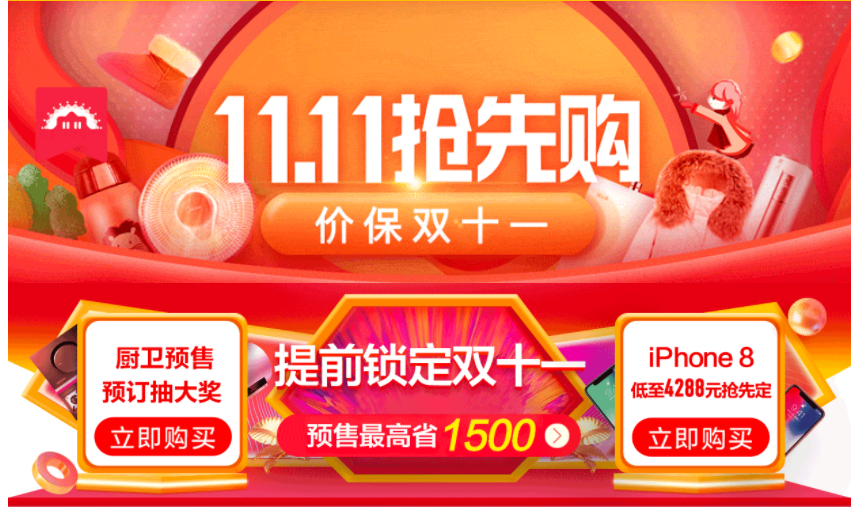 11.11抢先购
价保双十一
厨卫预售
预订抽大奖
立即购买
提前锁定双十一
预售最高省1500
iPhone 8
低至4288元抢先定
立即购买